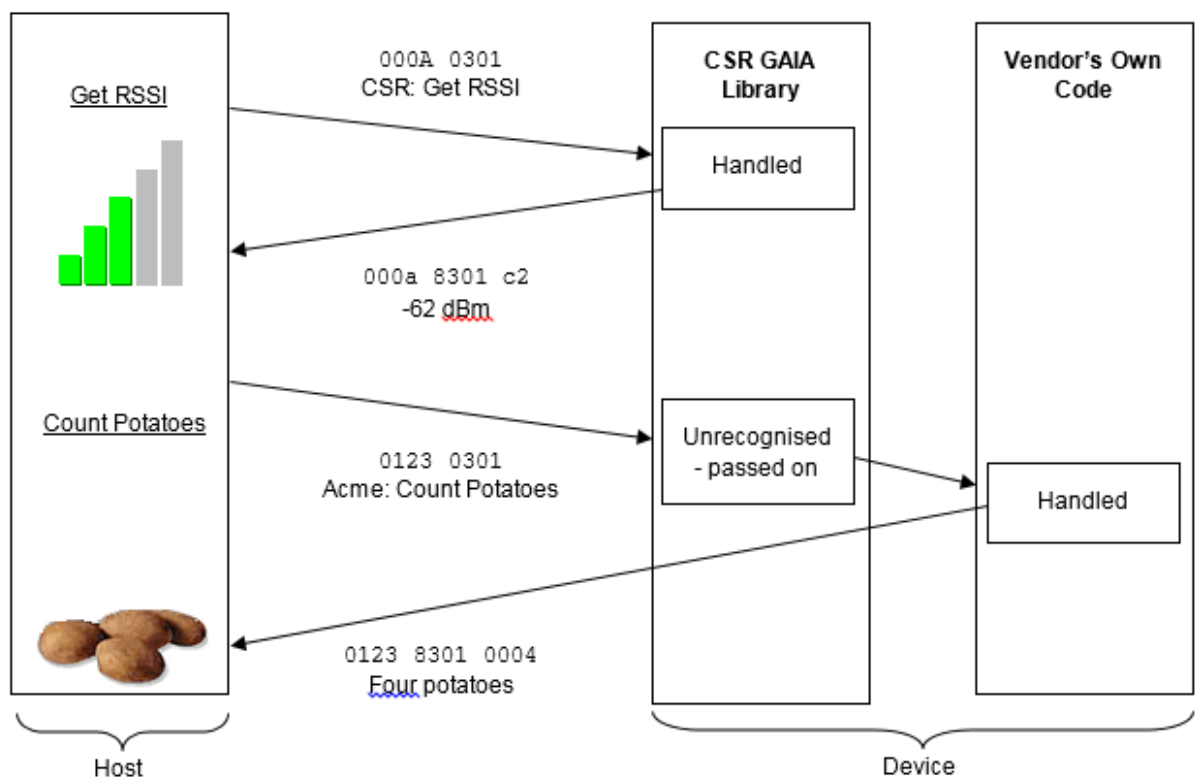 000A 0301
CSR: Get RSSI
CSR GAIA
Library
Vendor's Own
Code
Get RSSI
Handled
000a 8301 c2
-62 dBm
Count Potatoes
Unrecognised
- passed on
0123 0301
Acme: Count Potatoes
Handled
0123 8301 0004
Four potatoes
Host
Device